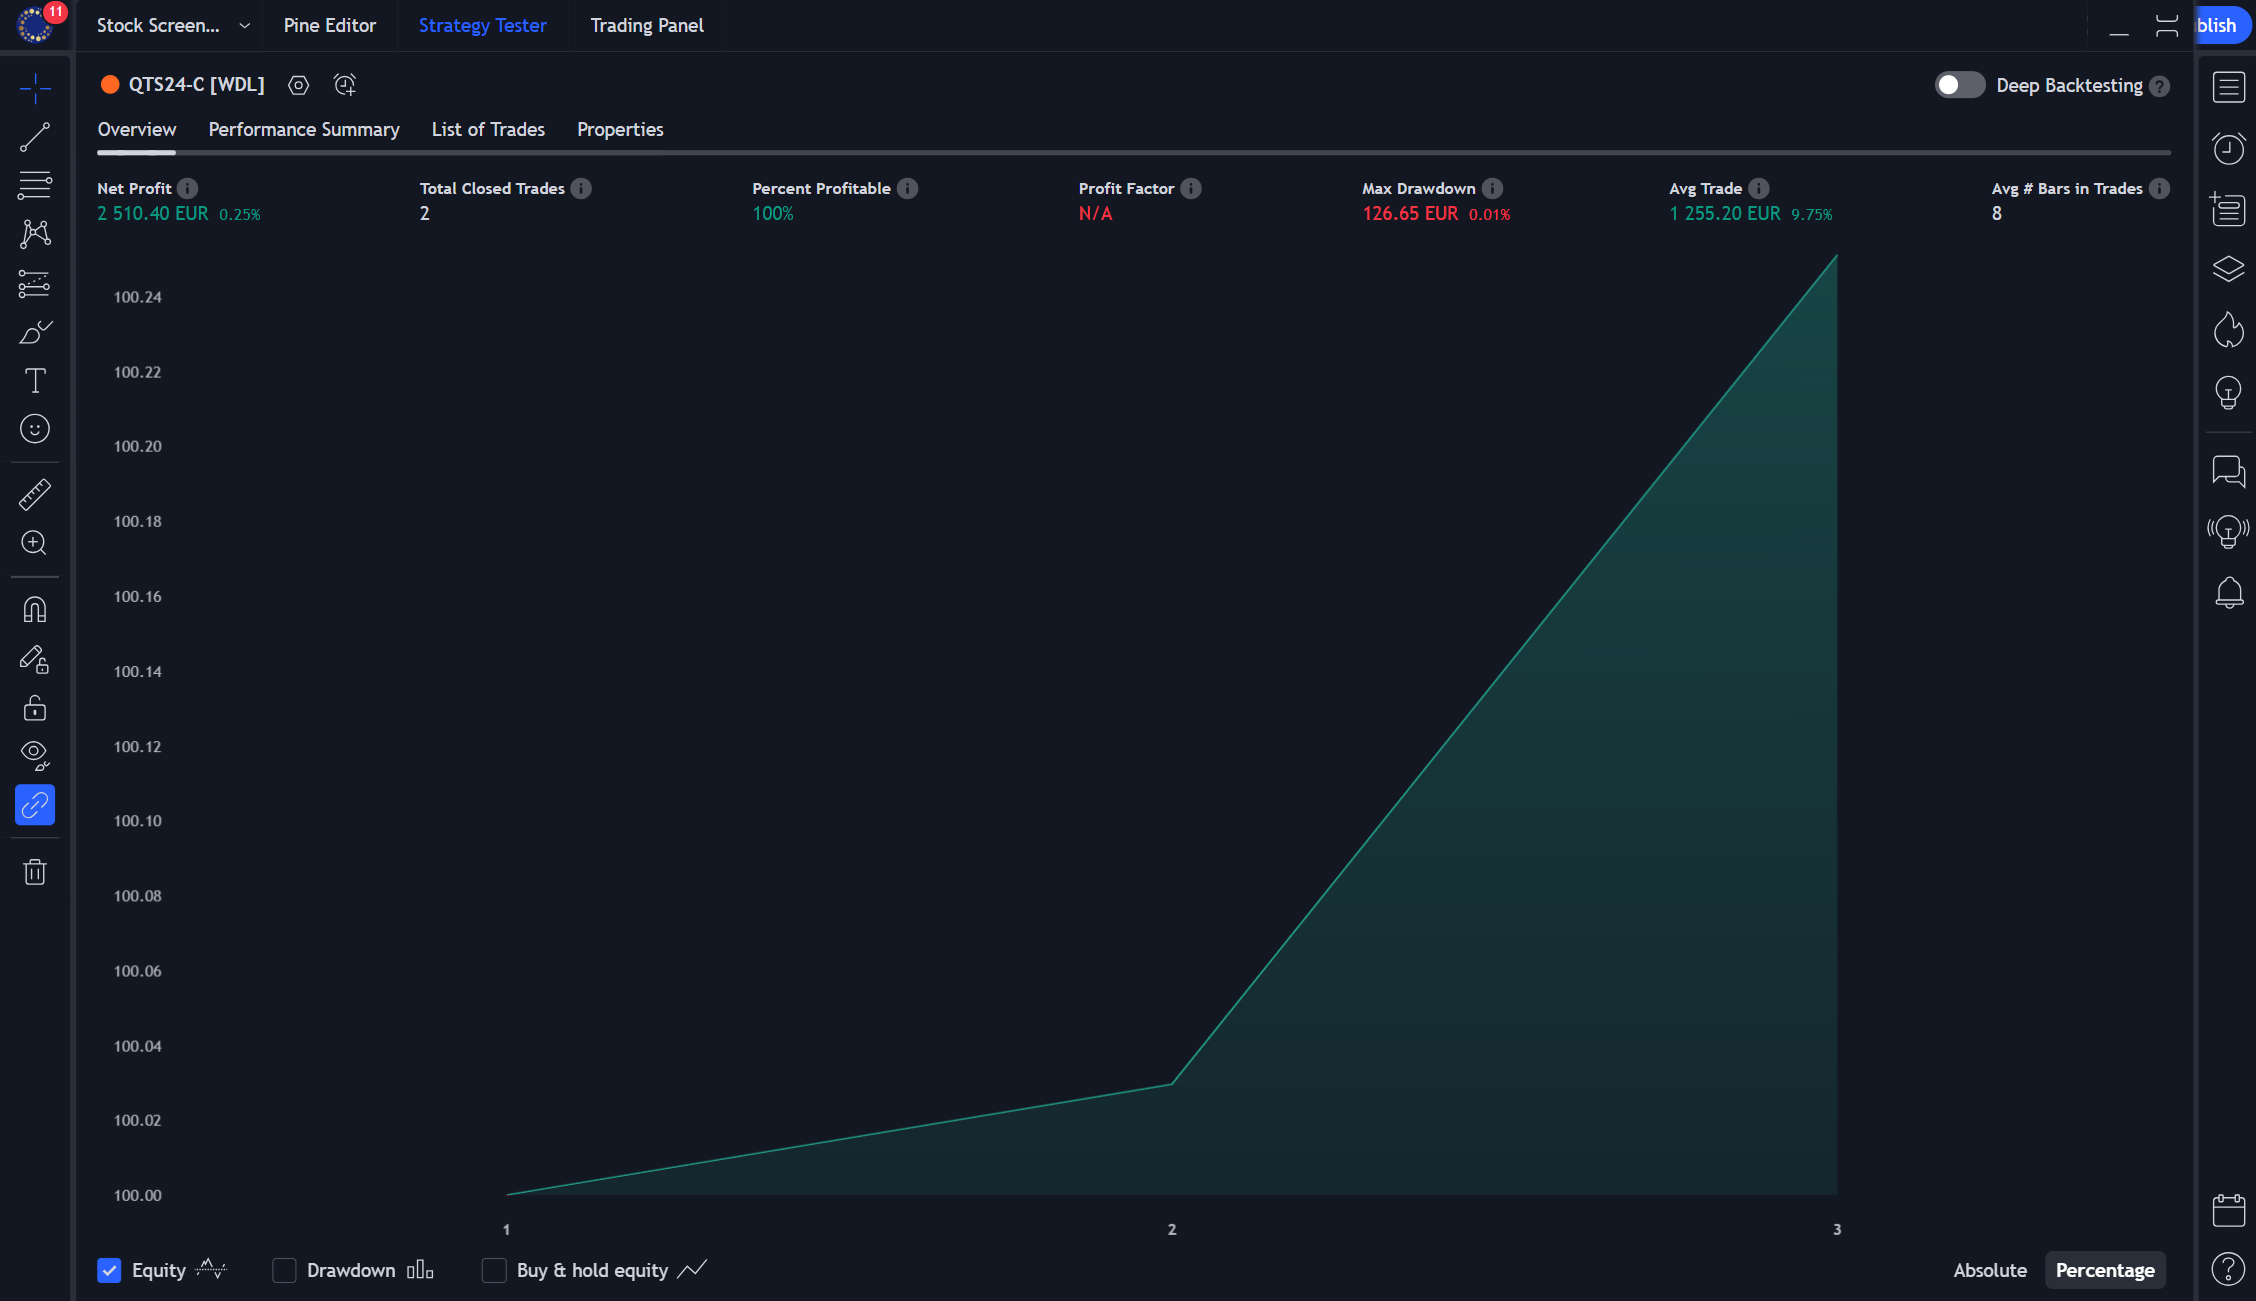 11
Stock Screen... Pine Editor Strategy Tester Trading Panel blish
QTS24-C [WDL] Deep Backtesting ?
Overview Performance Summary List of Trades Properties
Net Profit Total Closed Trades Percent Profitable Profit Factor Max Drawdown Avg Trade Avg # Bars in Trades
2 510.40 EUR 0.25% 2 100% N/A 126.65 EUR 0.01% 1 255.20 EUR 9.75% 8
100.24
100.22
100.20
100.18
100.16
100.14
100.12
100.10
100.08
100.06
100.04
100.02
100.00
1 2 3
Equity Drawdown Buy & hold equity Absolute Percentage